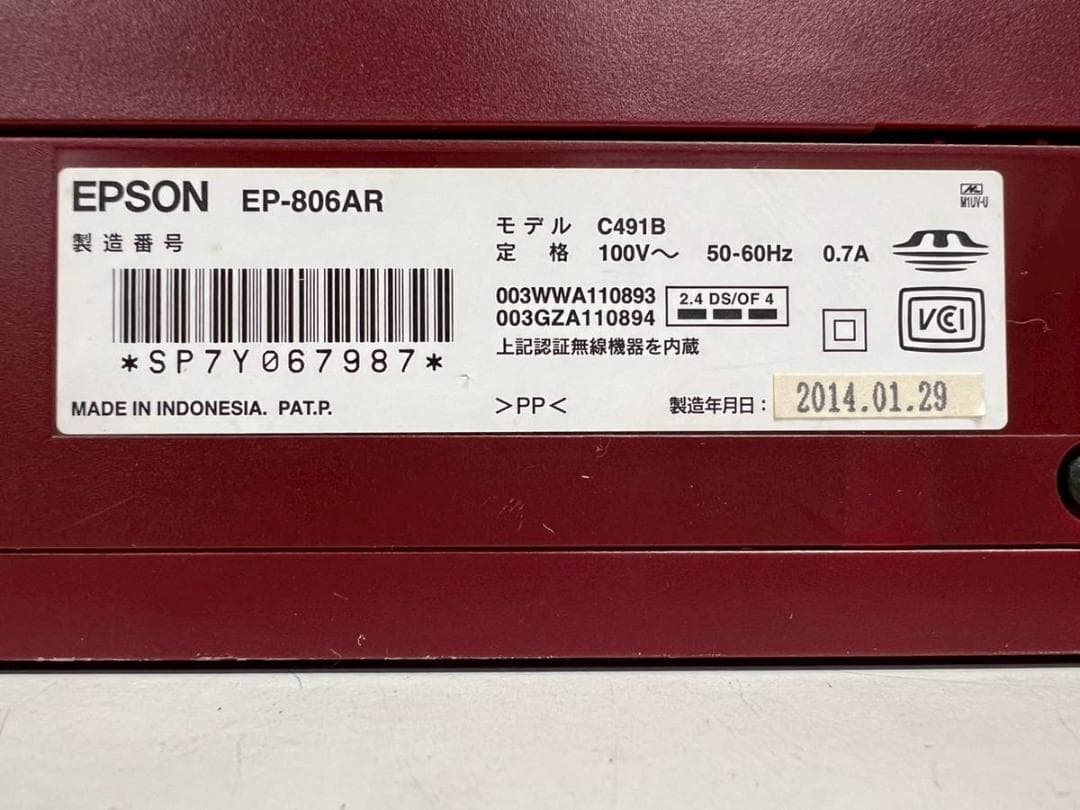 EPSON EP-806AR
製造番号
*SP7Y067987*
MADE IN INDONESIA. PAT.P.
モデル C491B
定格 100V～ 50-60Hz 0.7A
003WWA110893
003GZA110894
2.4 DS/OF 4
上記認証無線機器を内蔵
>PP<
製造年月日：2014.01.29
M1UV-U
VCI